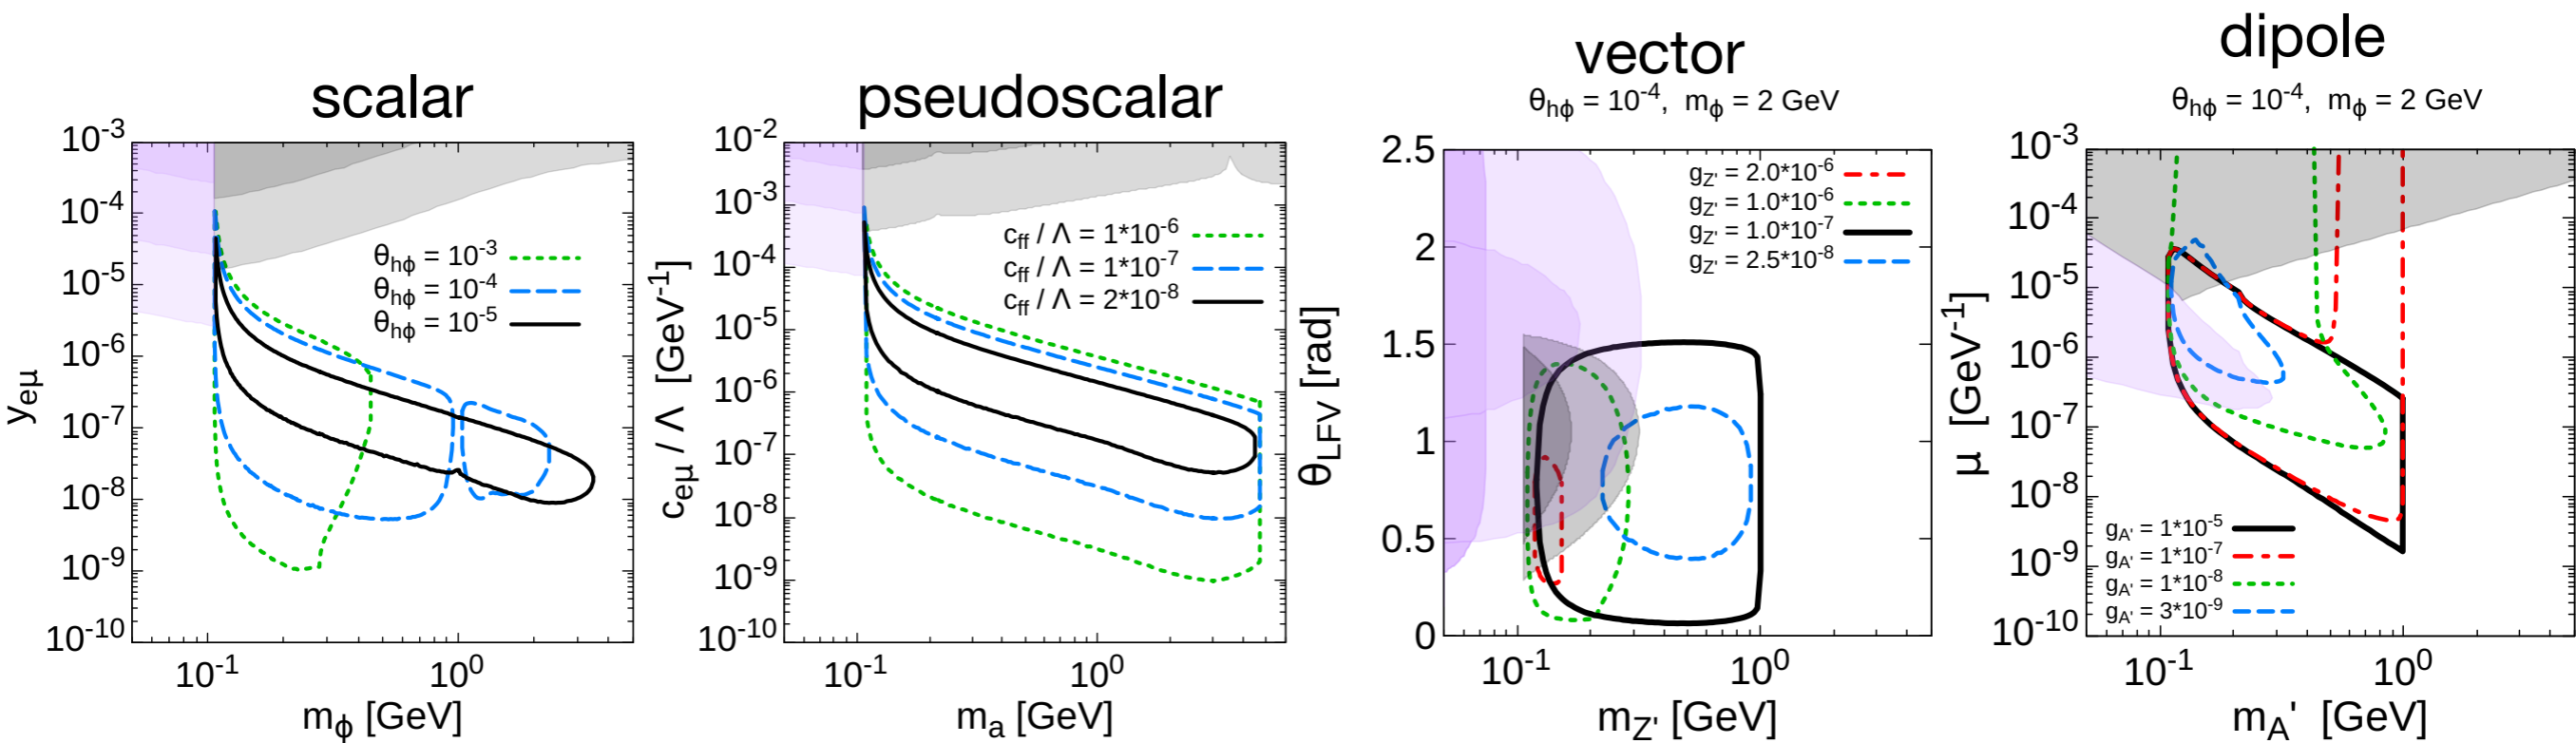 scalar
10⁻³
10⁻⁴
10⁻⁵
10⁻⁶
10⁻⁷
10⁻⁸
10⁻⁹
10⁻¹⁰
y_eμ
θ_hϕ = 10⁻³
θ_hϕ = 10⁻⁴
θ_hϕ = 10⁻⁵
10⁻¹ 10⁰
m_ϕ [GeV]
pseudoscalar
10⁻²
10⁻³
10⁻⁴
10⁻⁵
10⁻⁶
10⁻⁷
10⁻⁸
10⁻⁹
10⁻¹⁰
c_eμ / Λ [GeV⁻¹]
c_ff / Λ = 1*10⁻⁶
c_ff / Λ = 1*10⁻⁷
c_ff / Λ = 2*10⁻⁸
10⁻¹ 10⁰
m_a [GeV]
vector
θ_hϕ = 10⁻⁴, m_ϕ = 2 GeV
2.5
2
1.5
1
0.5
0
θ_LFV [rad]
g_Z' = 2.0*10⁻⁶
g_Z' = 1.0*10⁻⁶
g_Z' = 1.0*10⁻⁷
g_Z' = 2.5*10⁻⁸
10⁻¹ 10⁰
m_Z' [GeV]
dipole
θ_hϕ = 10⁻⁴, m_ϕ = 2 GeV
10⁻³
10⁻⁴
10⁻⁵
10⁻⁶
10⁻⁷
10⁻⁸
10⁻⁹
10⁻¹⁰
μ [GeV⁻¹]
g_A' = 1*10⁻⁵
g_A' = 1*10⁻⁷
g_A' = 1*10⁻⁸
g_A' = 3*10⁻⁹
10⁻¹ 10⁰
m_A' [GeV]